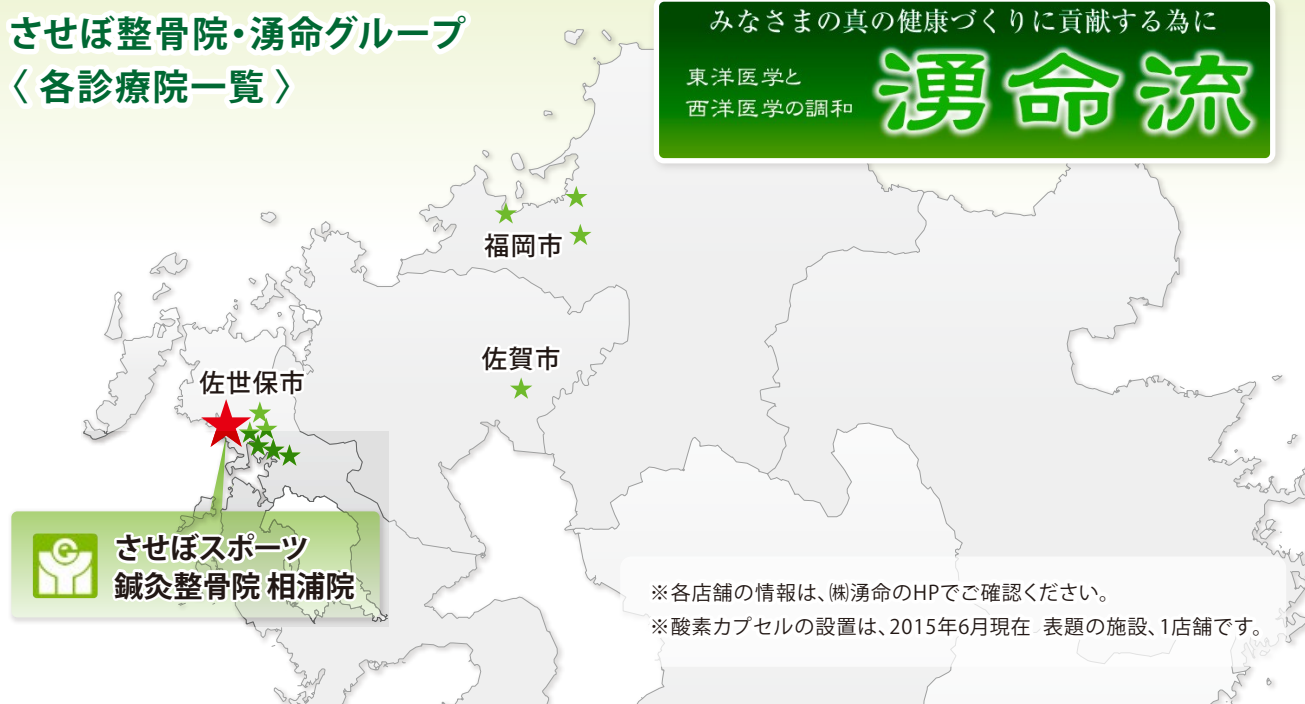 させぼ整骨院・湧命グループ
〈 各診療院一覧 〉
みなさまの真の健康づくりに貢献する為に
東洋医学と
西洋医学の調和
湧命流
福岡市
佐賀市
佐世保市
させぼスポーツ
鍼灸整骨院 相浦院
※各店舗の情報は、㈱湧命のHPでご確認ください。
※酸素カプセルの設置は、2015年6月現在 表題の施設、1店舗です。